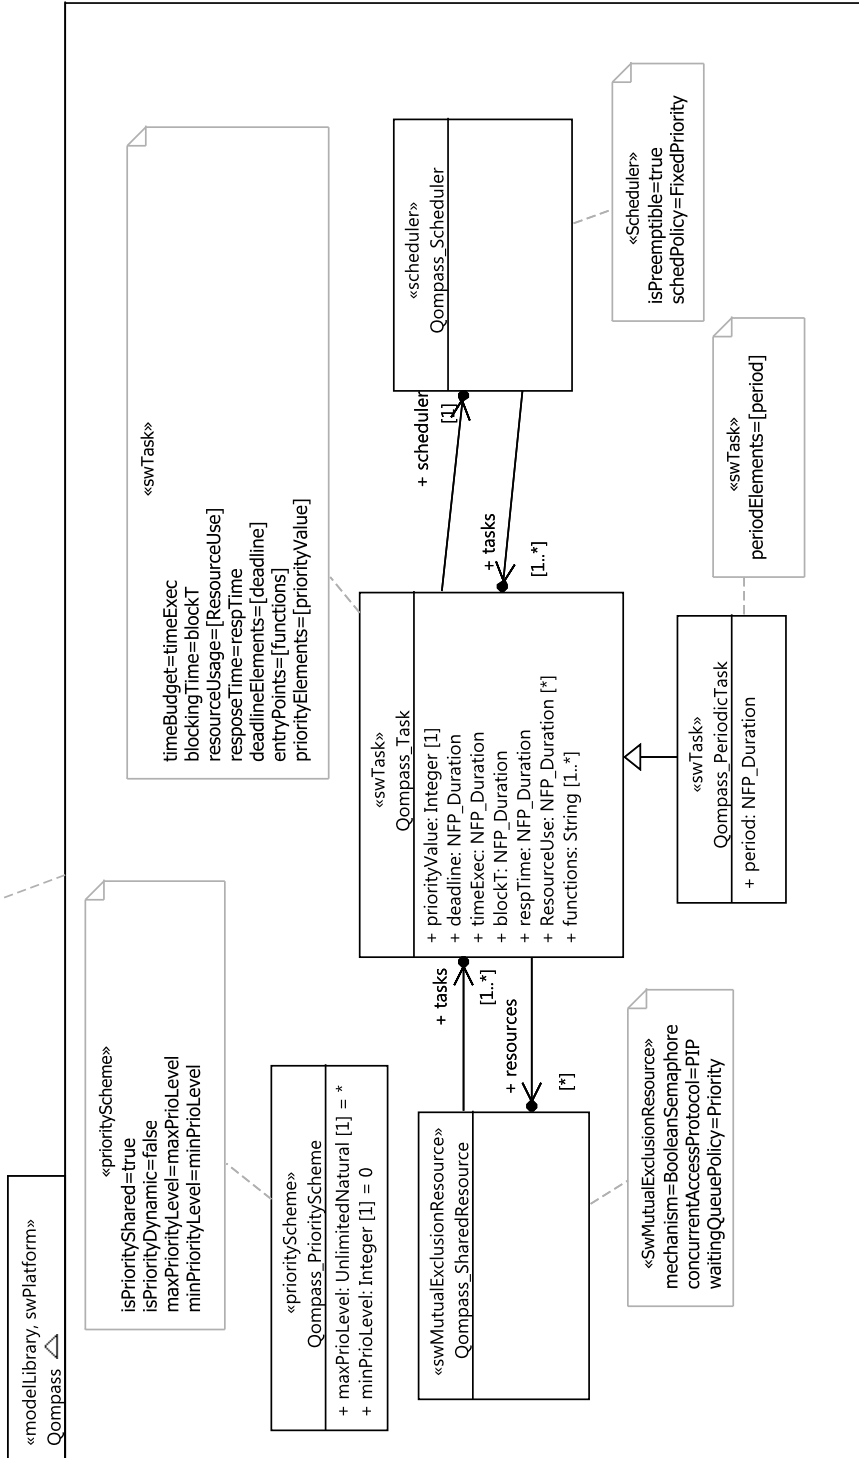 «modelLibrary, swPlatform»
Qompass
«priorityScheme»
isPriorityShared=true
isPriorityDynamic=false
maxPriorityLevel=maxPrioLevel
minPriorityLevel=minPrioLevel
«swTask»
timeBudget=timeExec
blockingTime=blockT
resourceUsage=[ResourceUse]
resposeTime=respTime
deadlineElements=[deadline]
entryPoints=[functions]
priorityElements=[priorityValue]
«priorityScheme»
Qompass_PriorityScheme
+ maxPrioLevel: UnlimitedNatural [1] = *
+ minPrioLevel: Integer [1] = 0
«swTask»
Qompass_Task
+ priorityValue: Integer [1]
+ deadline: NFP_Duration
+ timeExec: NFP_Duration
+ blockT: NFP_Duration
+ respTime: NFP_Duration
+ ResourceUse: NFP_Duration [*]
+ functions: String [1..*]
«scheduler»
Qompass_Scheduler
+ scheduler
[1]
+ tasks
[1..*]
+ tasks
[1..*]
+ resources
[*]
«swMutualExclusionResource»
Qompass_SharedResource
«Scheduler»
isPreemptible=true
schedPolicy=FixedPriority
«SwMutualExclusionResource»
mechanism=BooleanSemaphore
concurrentAccessProtocol=PIP
waitingQueuePolicy=Priority
«swTask»
Qompass_PeriodicTask
+ period: NFP_Duration
«swTask»
periodElements=[period]